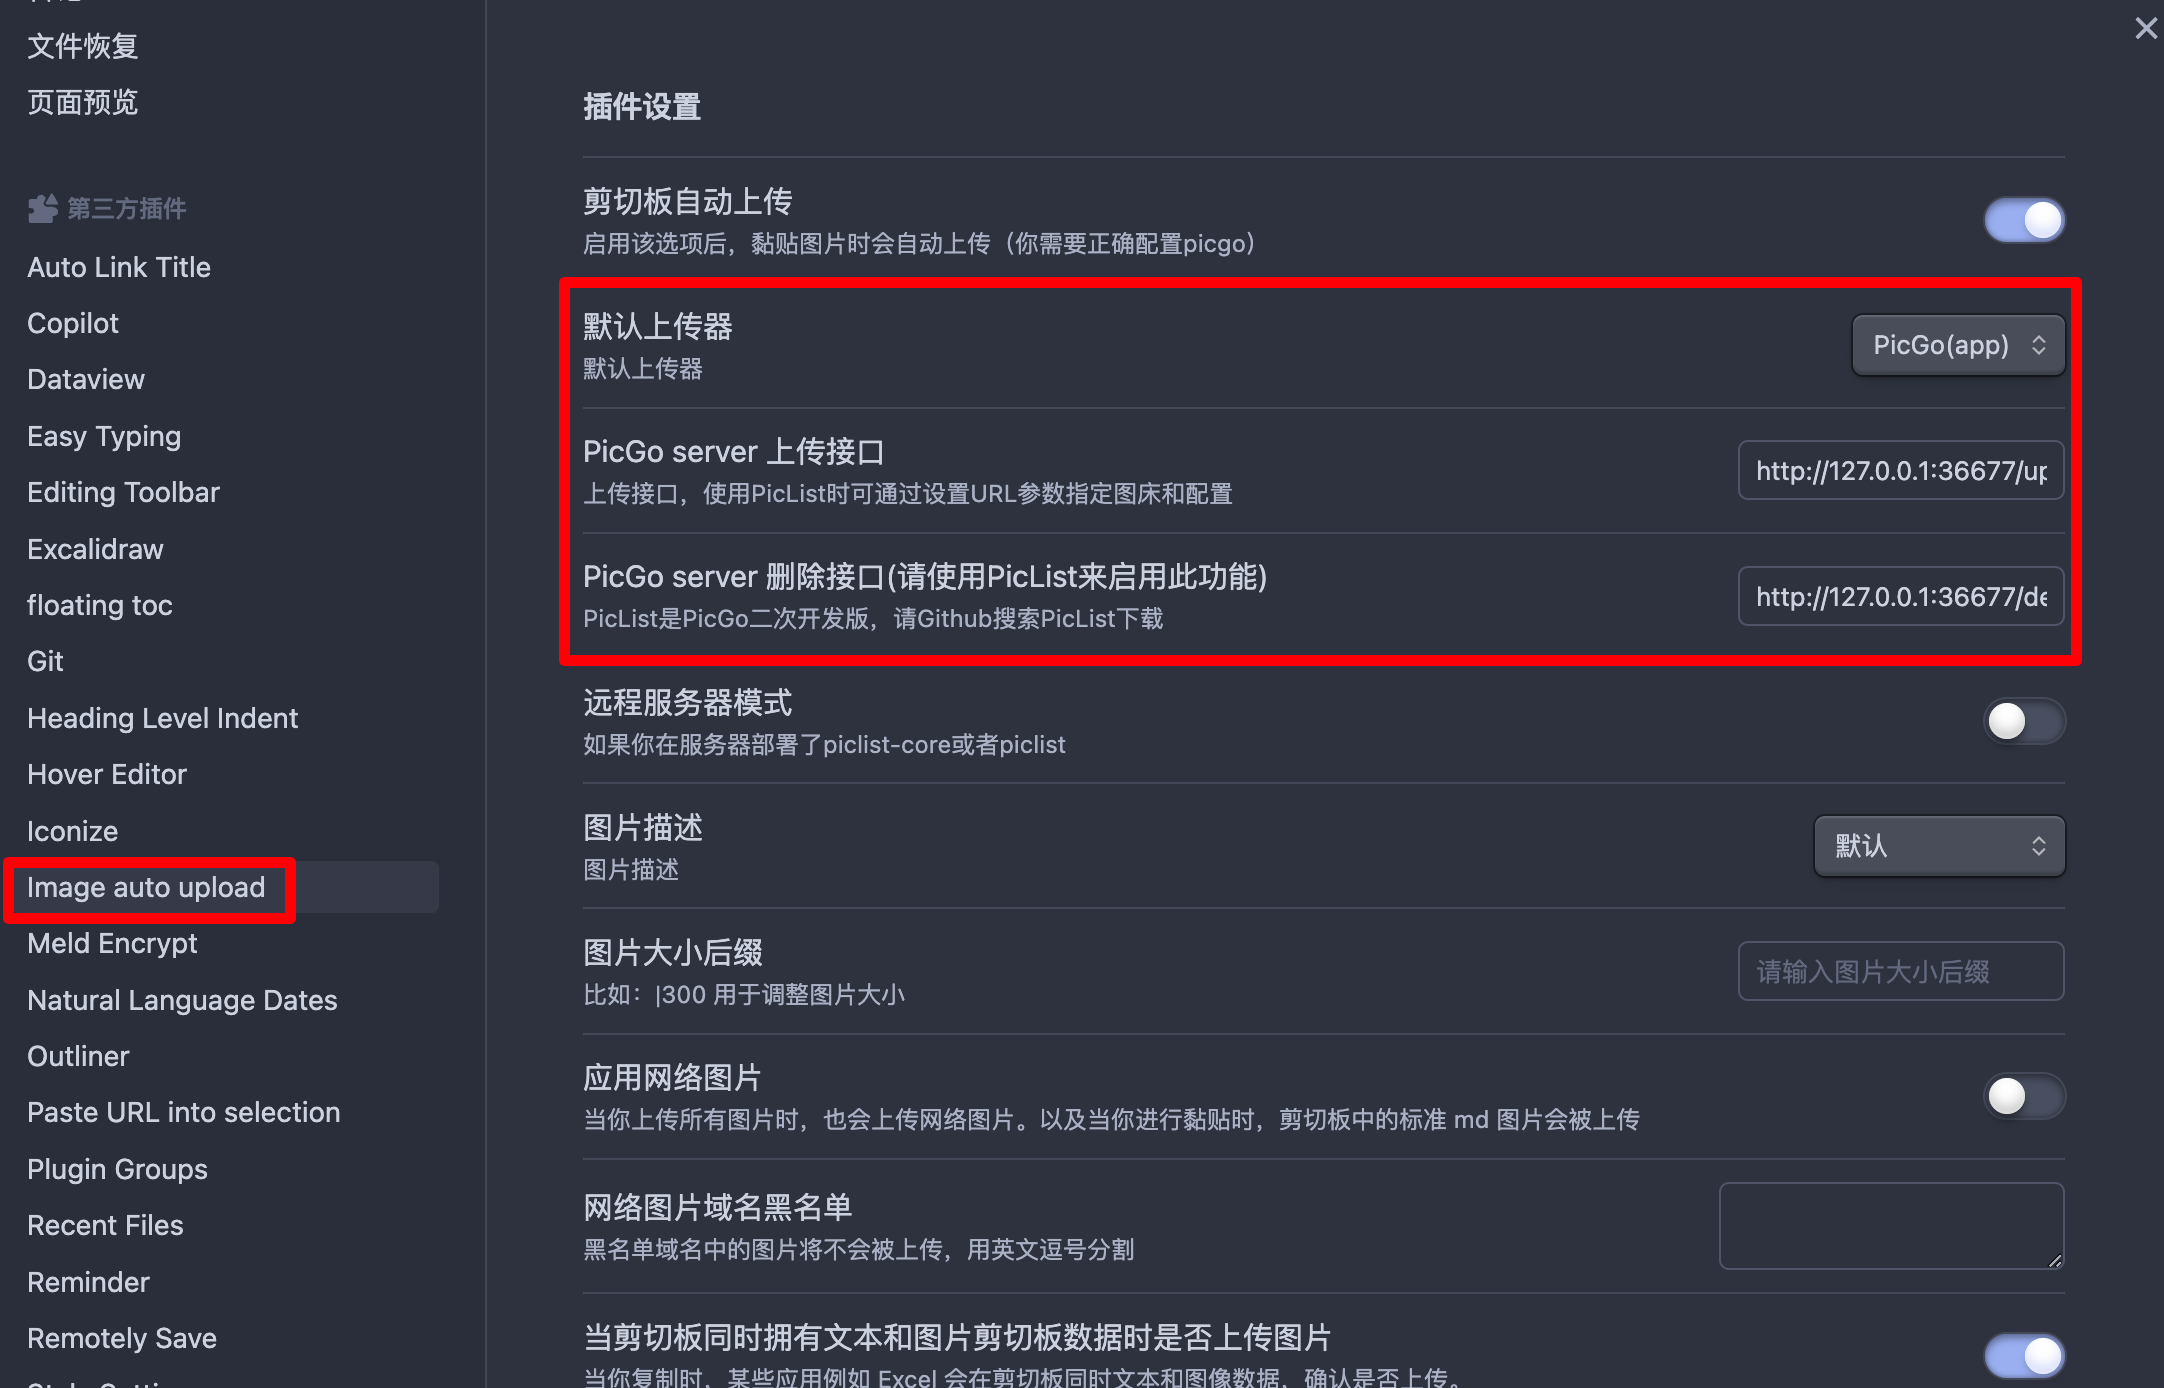 文件恢复
页面预览
第三方插件
Auto Link Title
Copilot
Dataview
Easy Typing
Editing Toolbar
Excalidraw
floating toc
Git
Heading Level Indent
Hover Editor
Iconize
Image auto upload
Meld Encrypt
Natural Language Dates
Outliner
Paste URL into selection
Plugin Groups
Recent Files
Reminder
Remotely Save
插件设置
剪切板自动上传
启用该选项后，黏贴图片时会自动上传（你需要正确配置picgo）
默认上传器
默认上传器
PicGo(app)
PicGo server 上传接口
上传接口，使用PicList时可通过设置URL参数指定图床和配置
http://127.0.0.1:36677/up
PicGo server 删除接口(请使用PicList来启用此功能)
PicList是PicGo二次开发版，请Github搜索PicList下载
http://127.0.0.1:36677/de
远程服务器模式
如果你在服务器部署了piclist-core或者piclist
图片描述
图片描述
默认
图片大小后缀
比如：|300 用于调整图片大小
请输入图片大小后缀
应用网络图片
当你上传所有图片时，也会上传网络图片。以及当你进行黏贴时，剪切板中的标准 md 图片会被上传
网络图片域名黑名单
黑名单域名中的图片将不会被上传，用英文逗号分割
当剪切板同时拥有文本和图片剪切板数据时是否上传图片
当你复制时，某些应用例如 Excel 会在剪切板同时文本和图像数据，确认是否上传。